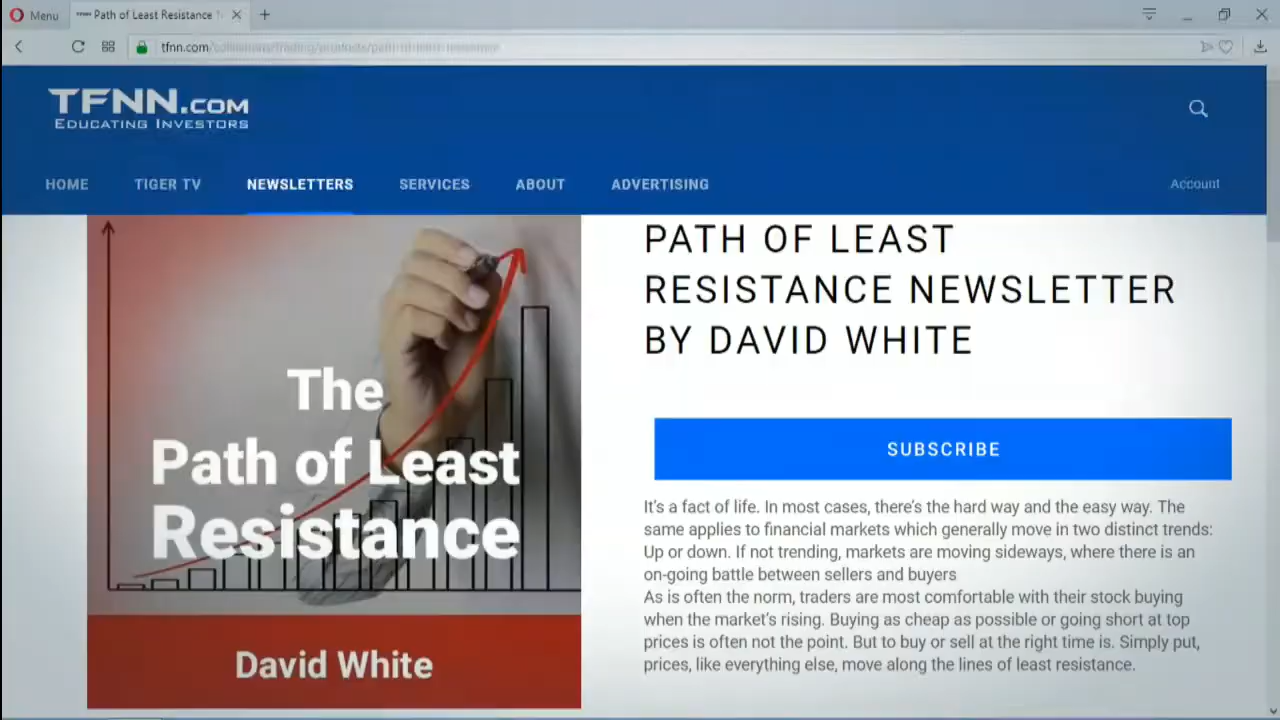 Menu
Path of Least Resistance
tfnn.com/
TFNN.COM
EDUCATING INVESTORS
HOME
TIGER TV
NEWSLETTERS
SERVICES
ABOUT
ADVERTISING
Account
The
Path of Least
Resistance
David White
PATH OF LEAST
RESISTANCE NEWSLETTER
BY DAVID WHITE
SUBSCRIBE
It's a fact of life. In most cases, there's the hard way and the easy way. The
same applies to financial markets which generally move in two distinct trends:
Up or down. If not trending, markets are moving sideways, where there is an
on-going battle between sellers and buyers
As is often the norm, traders are most comfortable with their stock buying
when the market's rising. Buying as cheap as possible or going short at top
prices is often not the point. But to buy or sell at the right time is. Simply put,
prices, like everything else, move along the lines of least resistance.